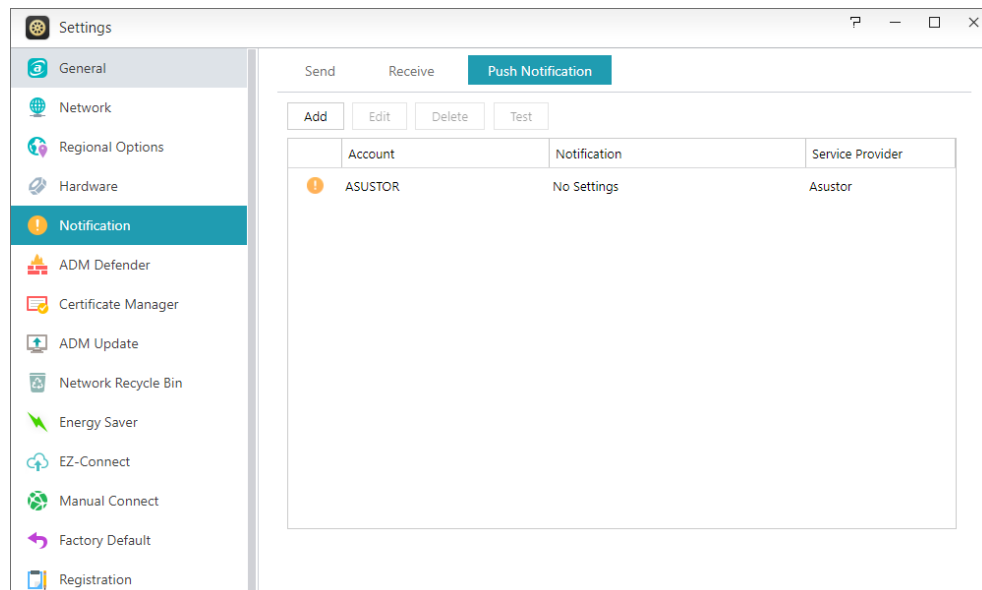 Settings
General
Network
Regional Options
Hardware
Notification
ADM Defender
Certificate Manager
ADM Update
Network Recycle Bin
Energy Saver
EZ-Connect
Manual Connect
Factory Default
Registration
Send Receive Push Notification
Add Edit Delete Test
Account Notification Service Provider
ASUSTOR No Settings Asustor